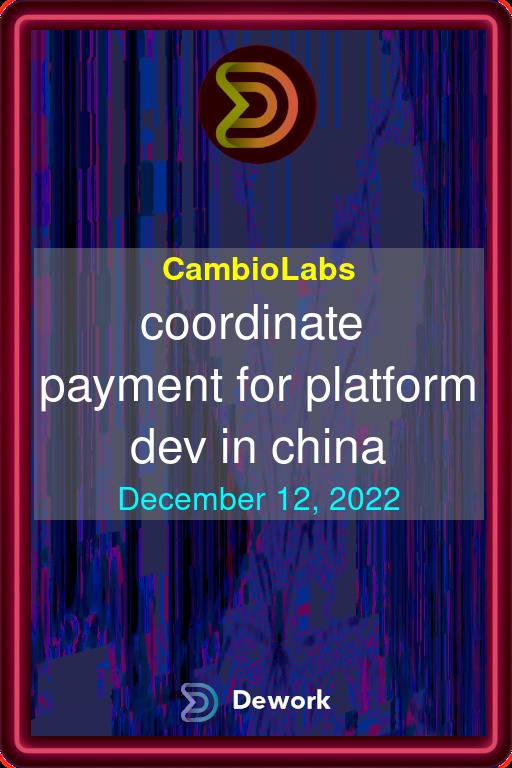 CambioLabs
coordinate
payment for platform
dev in china
December 12, 2022
Dework